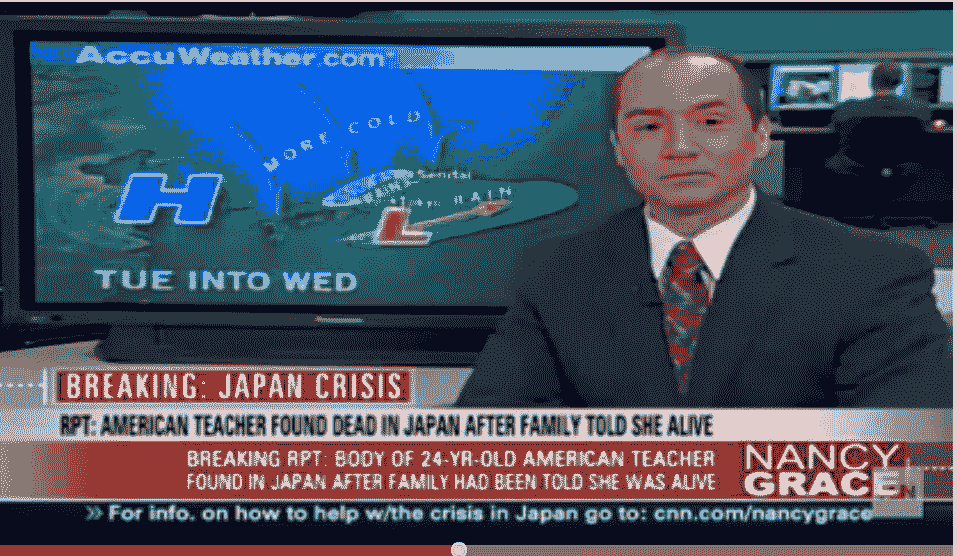 AccuWeather.com
MORE COLD
Sendai
RAIN
H
L
TUE INTO WED
BREAKING: JAPAN CRISIS
RPT: AMERICAN TEACHER FOUND DEAD IN JAPAN AFTER FAMILY TOLD SHE ALIVE
BREAKING RPT: BODY OF 24-YR-OLD AMERICAN TEACHER
FOUND IN JAPAN AFTER FAMILY HAD BEEN TOLD SHE WAS ALIVE
NANCY
GRACE
» For info. on how to help w/the crisis in Japan go to: cnn.com/nancygrace